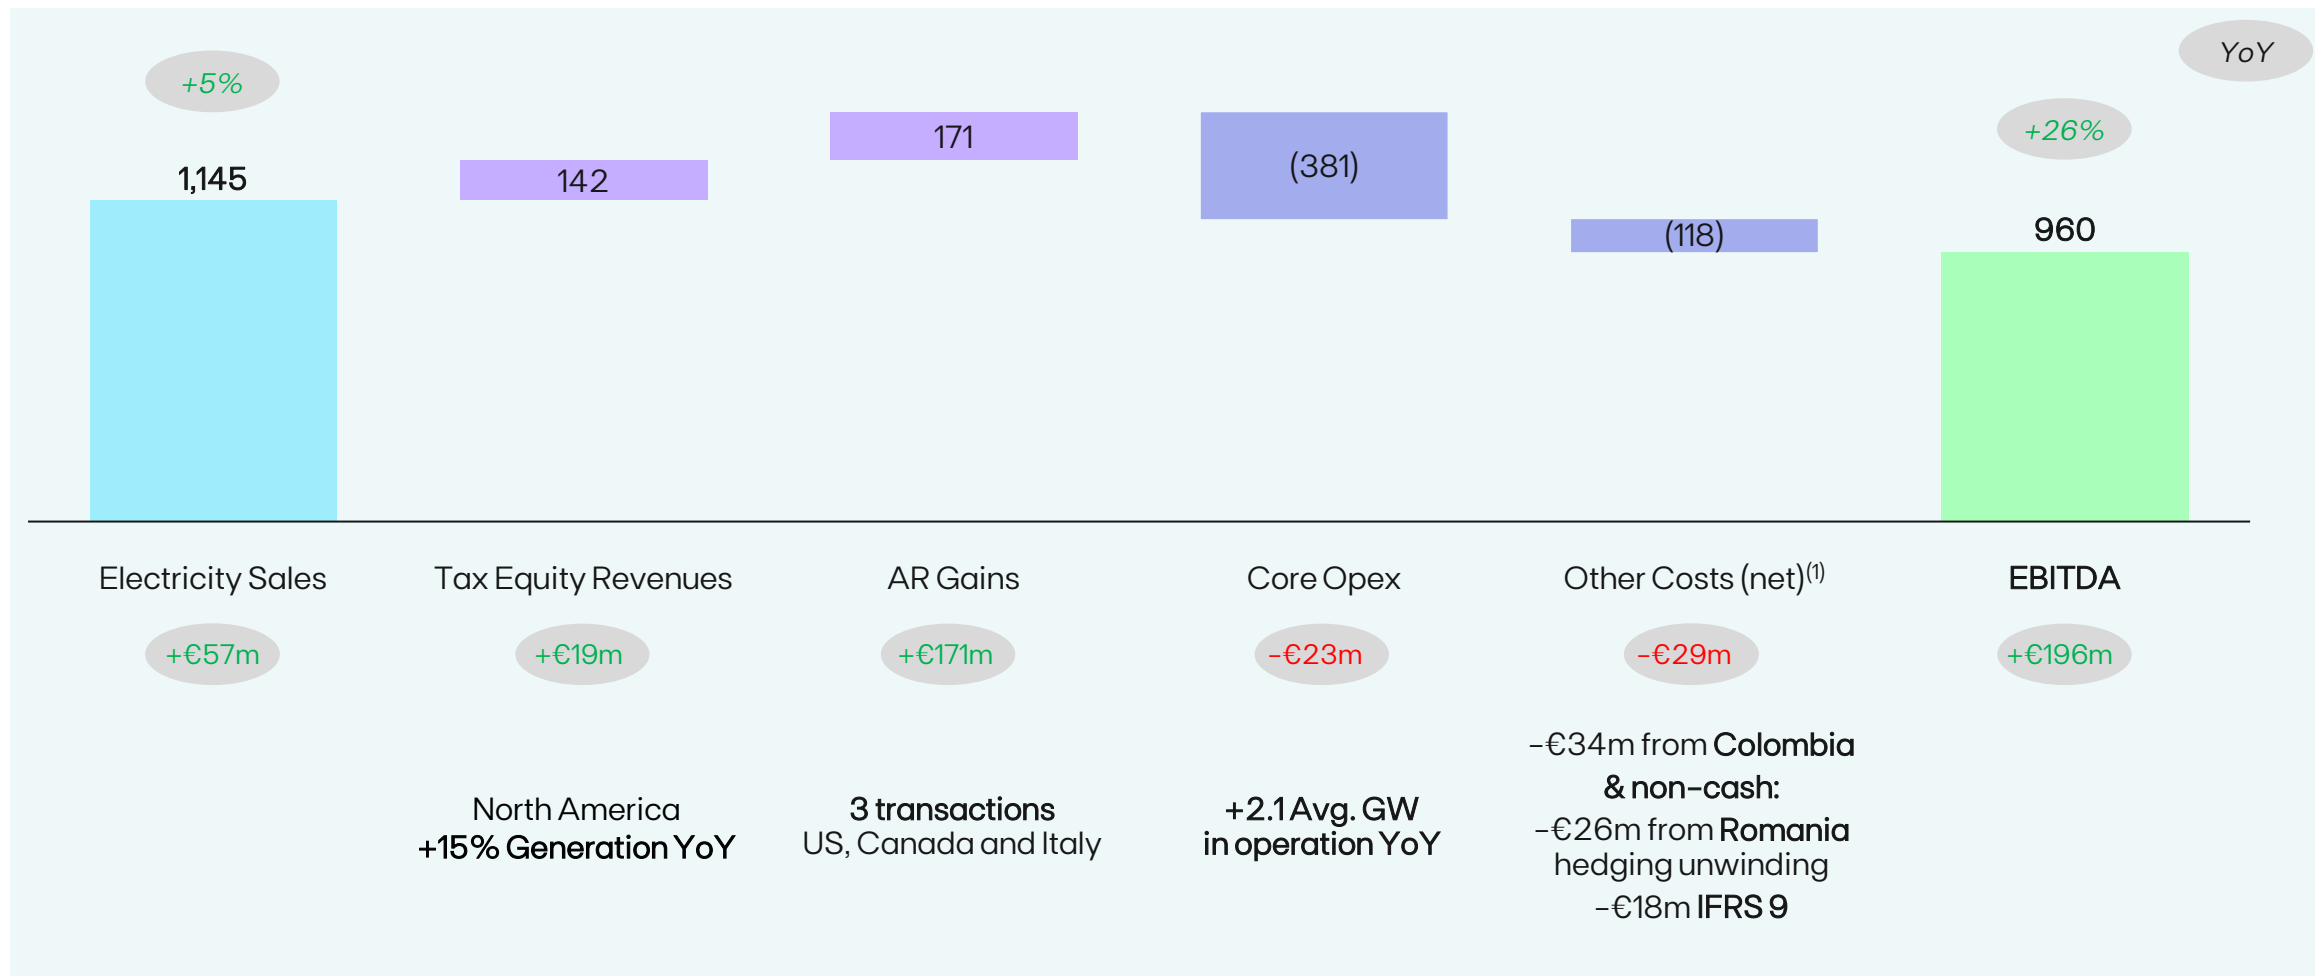 YoY
+5%
+26%
1,145
142
171
(381)
(118)
960
Electricity Sales
Tax Equity Revenues
AR Gains
Core Opex
Other Costs (net)(1)
EBITDA
+€57m
+€19m
+€171m
-€23m
-€29m
+€196m
North America
+15% Generation YoY
3 transactions
US, Canada and Italy
+2.1 Avg. GW
in operation YoY
-€34m from Colombia
& non-cash:
-€26m from Romania
hedging unwinding
-€18m IFRS 9